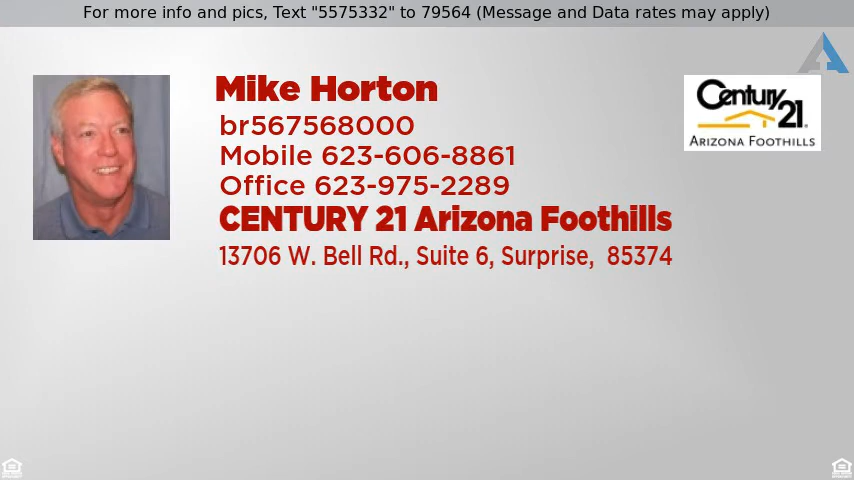 For more info and pics, Text "5575332" to 79564 (Message and Data rates may apply)
Mike Horton
br567568000
Mobile 623-606-8861
Office 623-975-2289
CENTURY 21 Arizona Foothills
13706 W. Bell Rd., Suite 6, Surprise,  85374
Century 21
ARIZONA FOOTHILLS